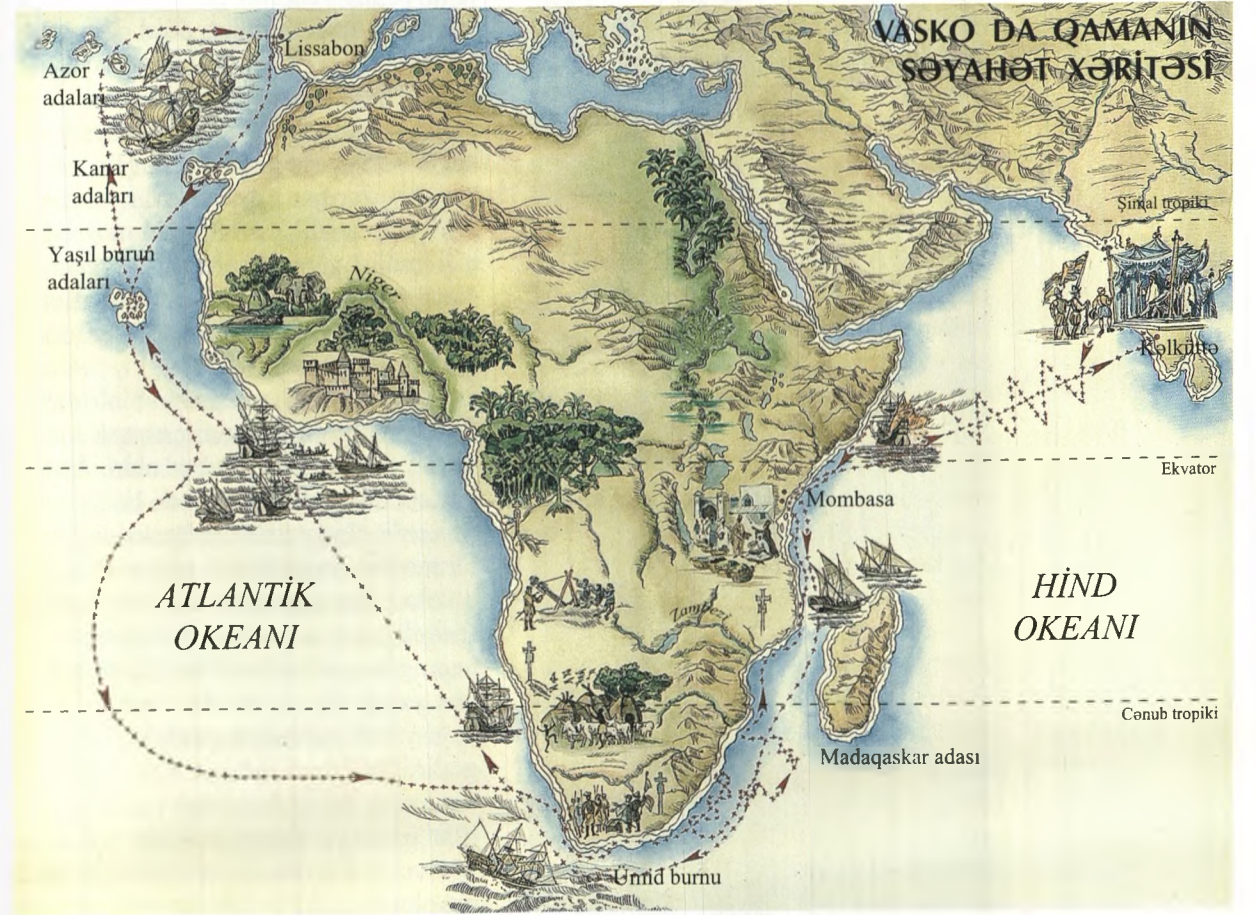 VASKO DA QAMANIN
SƏYAHƏT XƏRİTƏSİ
Lissabon
Azor
adaları
Kanar
adaları
Şimal tropiki
Yaşıl burun
adaları
Niger
Kəlküttə
Ekvator
Mombasa
ATLANTİK
OKEANI
HİND
OKEANI
Cənub tropiki
Madaqaskar adası
Ümid burnu